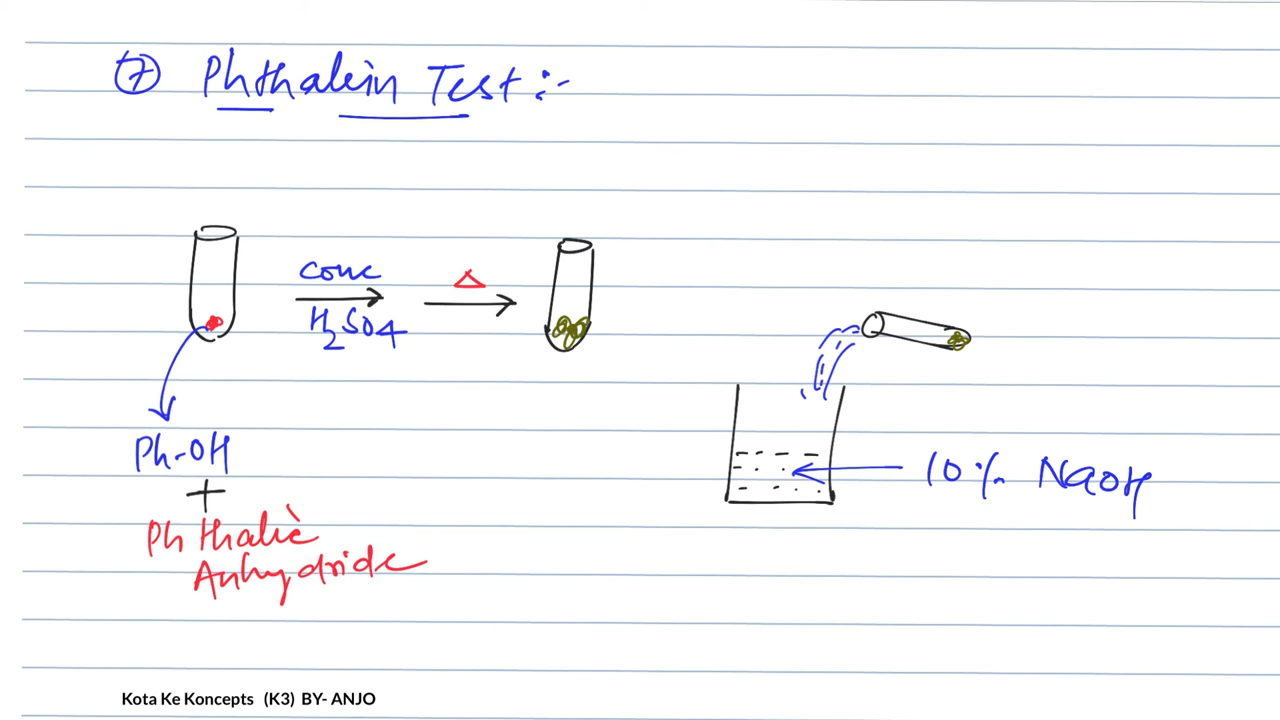 7 Phthalein Test :-
conc
H2SO4
Δ
Ph-OH
+
Phthalic
Anhydride
10% NaOH
Kota Ke Koncepts (K3) BY- ANJO